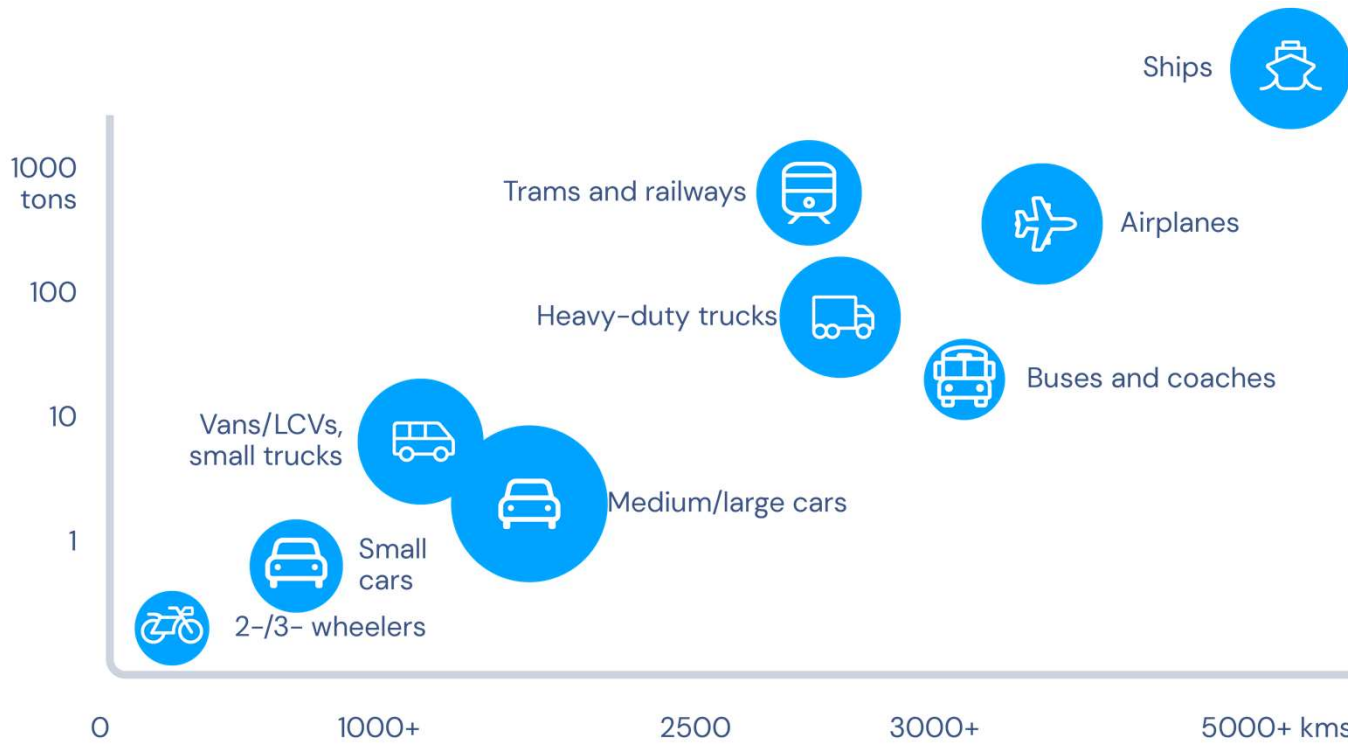 Ships
1000
tons
Trams and railways
Airplanes
100
Heavy-duty trucks
Buses and coaches
10
Vans/LCVs,
small trucks
Medium/large cars
1
Small
cars
2-/3- wheelers
0
1000+
2500
3000+
5000+ kms